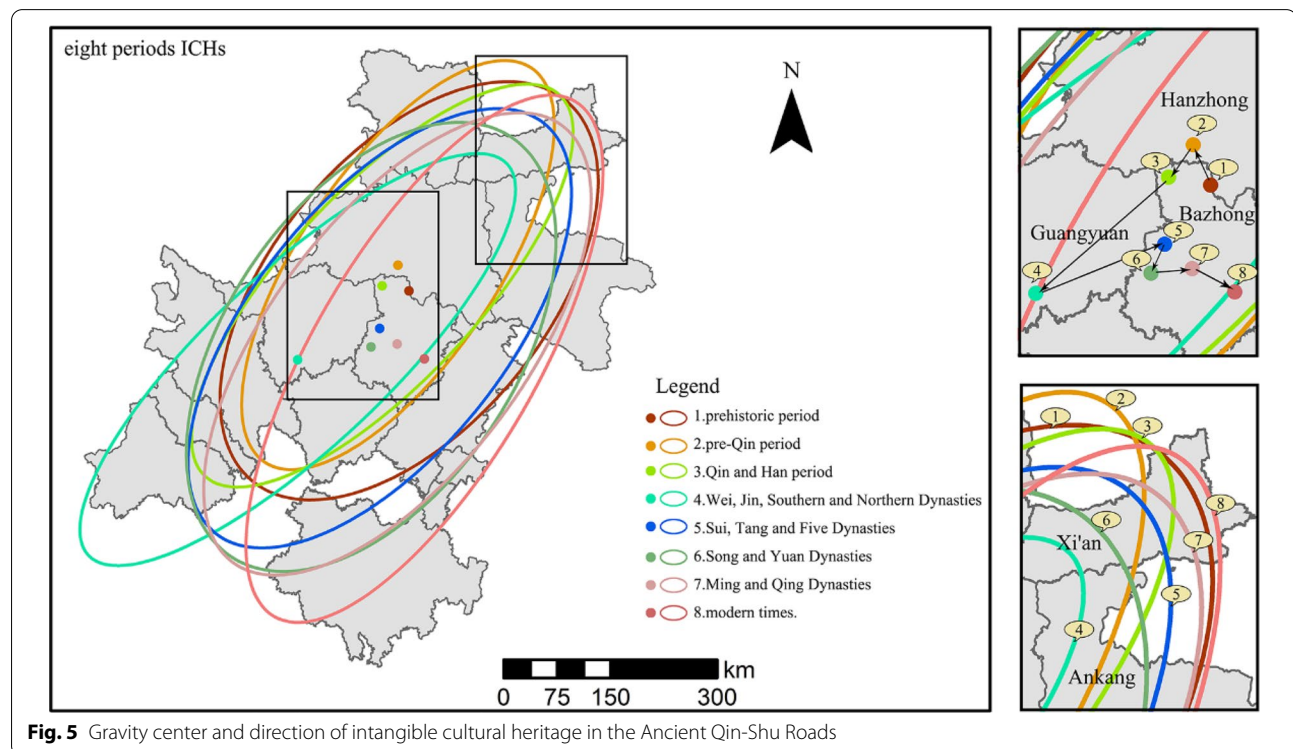 eight periods ICHs
N
Legend
1.prehistoric period
2.pre-Qin period
3.Qin and Han period
4.Wei, Jin, Southern and Northern Dynasties
5.Sui, Tang and Five Dynasties
6.Song and Yuan Dynasties
7.Ming and Qing Dynasties
8.modern times.
km
0 75 150 300
Hanzhong
2
3
1
Bazhong
Guangyuan
5
6
7
4
8
2
1
3
8
6
Xi'an
7
5
4
Ankang
Fig. 5 Gravity center and direction of intangible cultural heritage in the Ancient Qin-Shu Roads